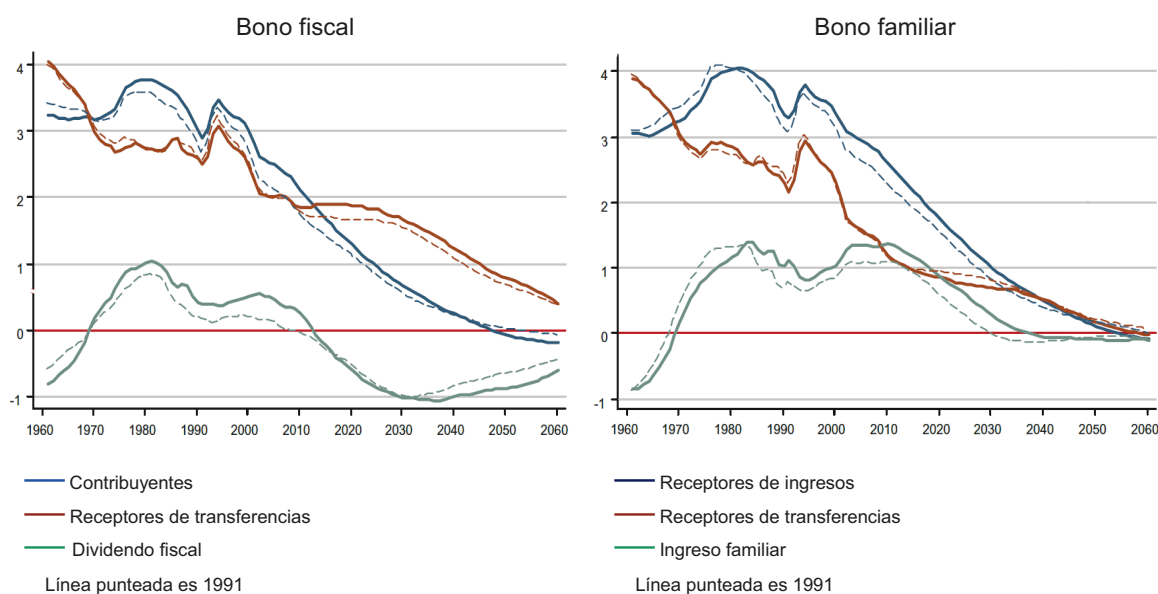 Bono fiscal
4
3
2
1
0
-1
1960 1970 1980 1990 2000 2010 2020 2030 2040 2050 2060
Contribuyentes
Receptores de transferencias
Dividendo fiscal
Línea punteada es 1991
Bono familiar
4
3
2
1
0
-1
1960 1970 1980 1990 2000 2010 2020 2030 2040 2050 2060
Receptores de ingresos
Receptores de transferencias
Ingreso familiar
Línea punteada es 1991